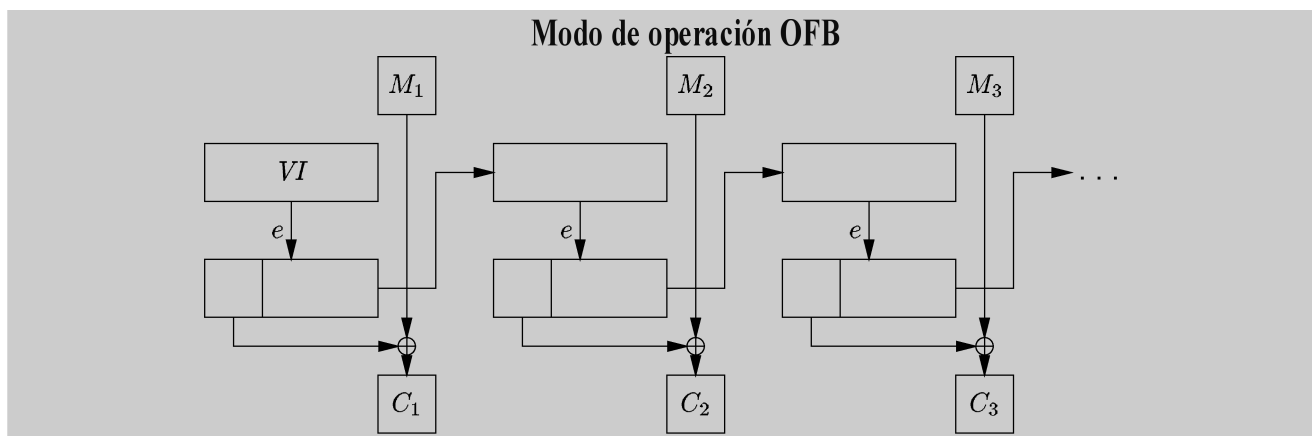 Modo de operación OFB
M₁ M₂ M₃
VI . . .
e e e
C₁ C₂ C₃